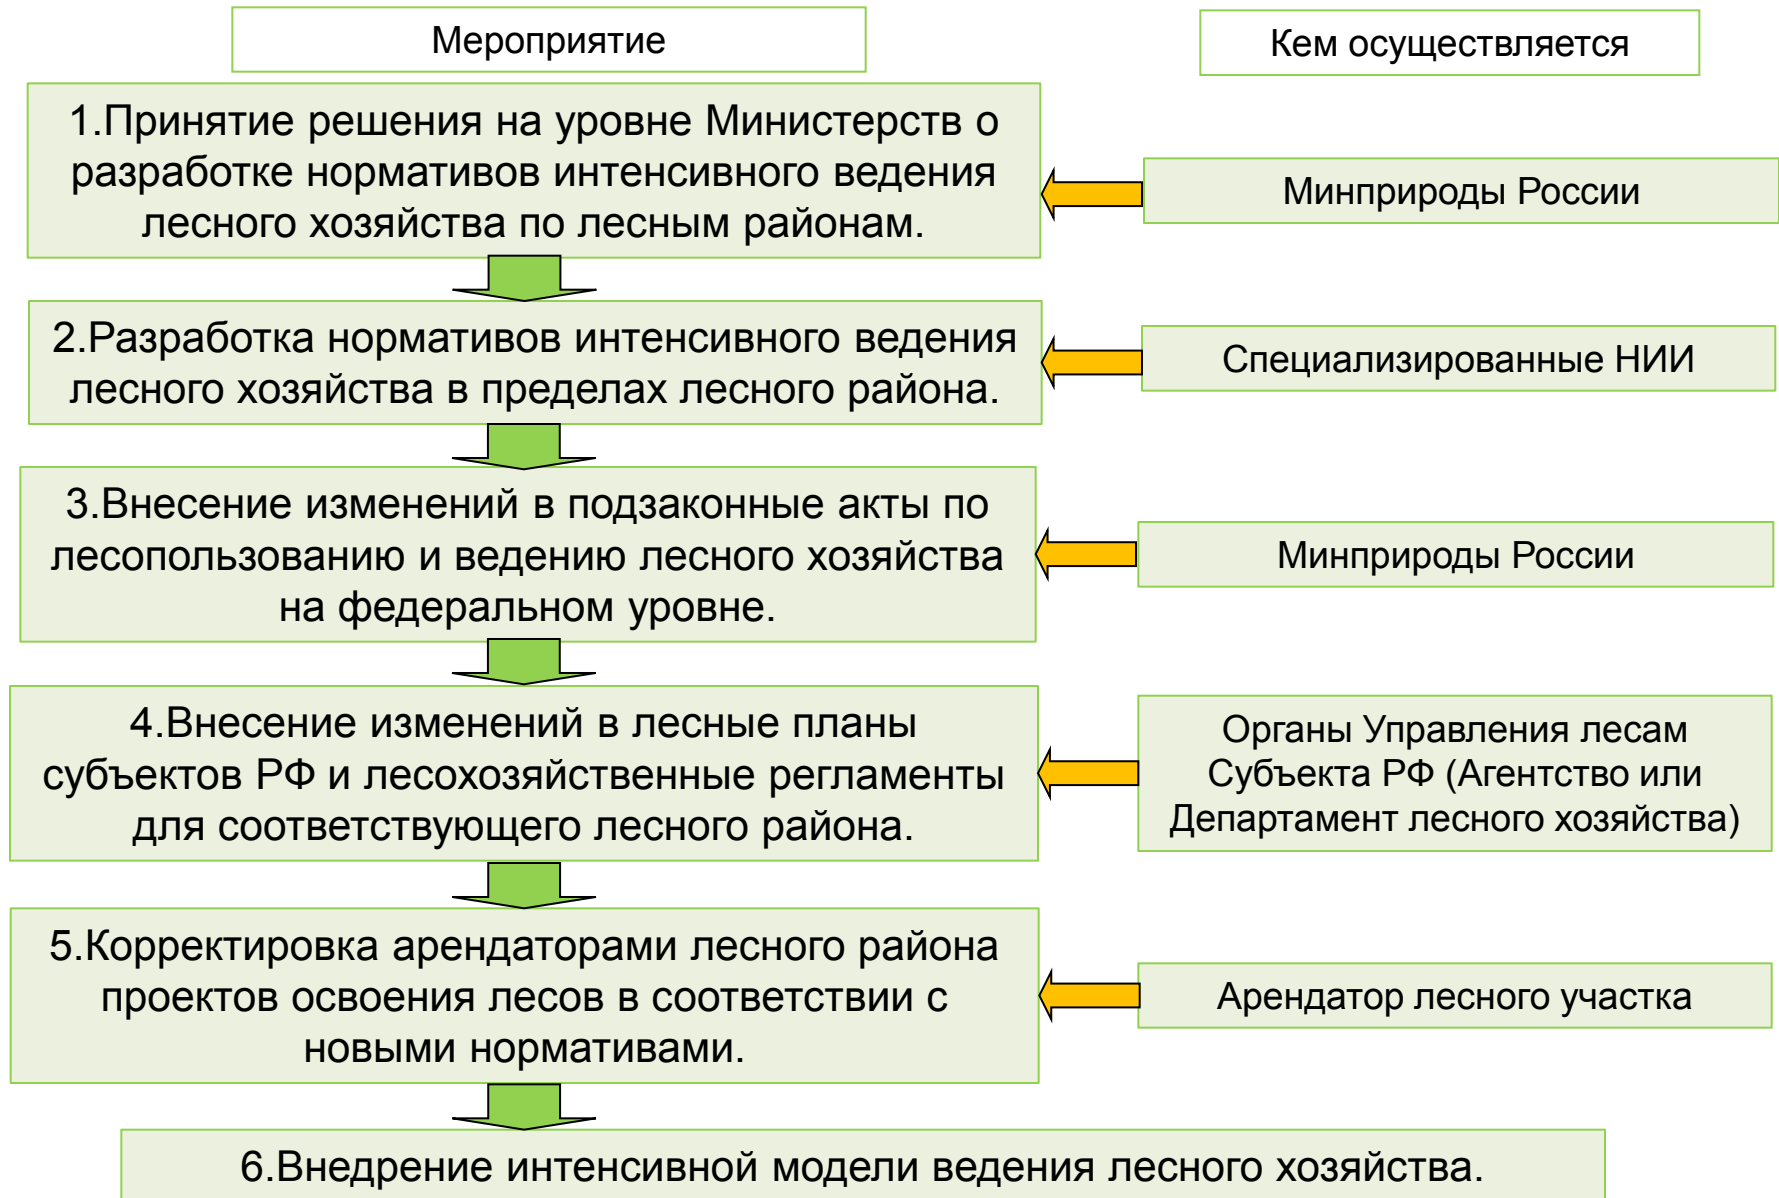 Мероприятие
Кем осуществляется
1.Принятие решения на уровне Министерств о
разработке нормативов интенсивного ведения
лесного хозяйства по лесным районам.
Минприроды России
2.Разработка нормативов интенсивного ведения
лесного хозяйства в пределах лесного района.
Специализированные НИИ
3.Внесение изменений в подзаконные акты по
лесопользованию и ведению лесного хозяйства
на федеральном уровне.
Минприроды России
4.Внесение изменений в лесные планы
субъектов РФ и лесохозяйственные регламенты
для соответствующего лесного района.
Органы Управления лесам
Субъекта РФ (Агентство или
Департамент лесного хозяйства)
5.Корректировка арендаторами лесного района
проектов освоения лесов в соответствии с
новыми нормативами.
Арендатор лесного участка
6.Внедрение интенсивной модели ведения лесного хозяйства.